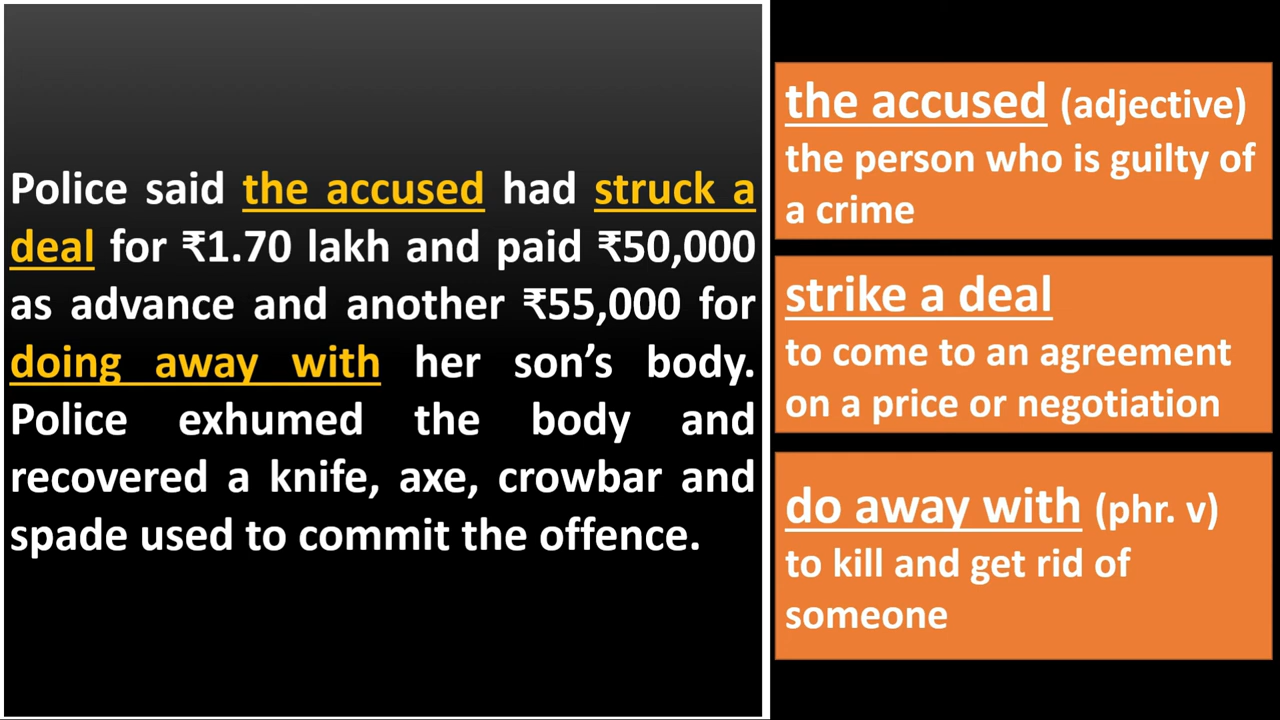 Police said the accused had struck a
deal for ₹1.70 lakh and paid ₹50,000
as advance and another ₹55,000 for
doing away with her son’s body.
Police exhumed the body and
recovered a knife, axe, crowbar and
spade used to commit the offence.
the accused (adjective)
the person who is guilty of
a crime
strike a deal
to come to an agreement
on a price or negotiation
do away with (phr. v)
to kill and get rid of
someone